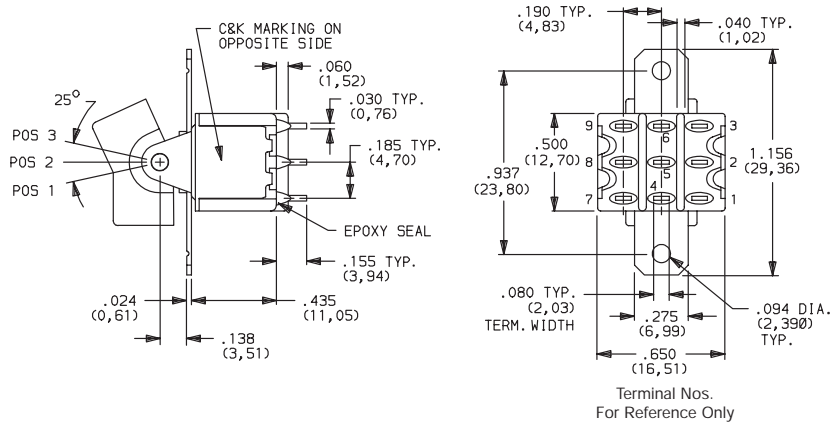 C&K MARKING ON
OPPOSITE SIDE
.060
(1,52)
.030 TYP.
(0,76)
25°
POS 3
POS 2
POS 1
.185 TYP.
(4,70)
EPOXY SEAL
.155 TYP.
(3,94)
.024
(0,61)
.435
(11,05)
.138
(3,51)
.190 TYP.
(4,83)
.040 TYP.
(1,02)
9
6
3
.500
(12,70)
8
5
2
1.156
(29,36)
.937
(23,80)
7
4
1
.080 TYP.
(2,03)
TERM. WIDTH
.275
(6,99)
.094 DIA.
(2,390)
TYP.
.650
(16,51)
Terminal Nos.
For Reference Only